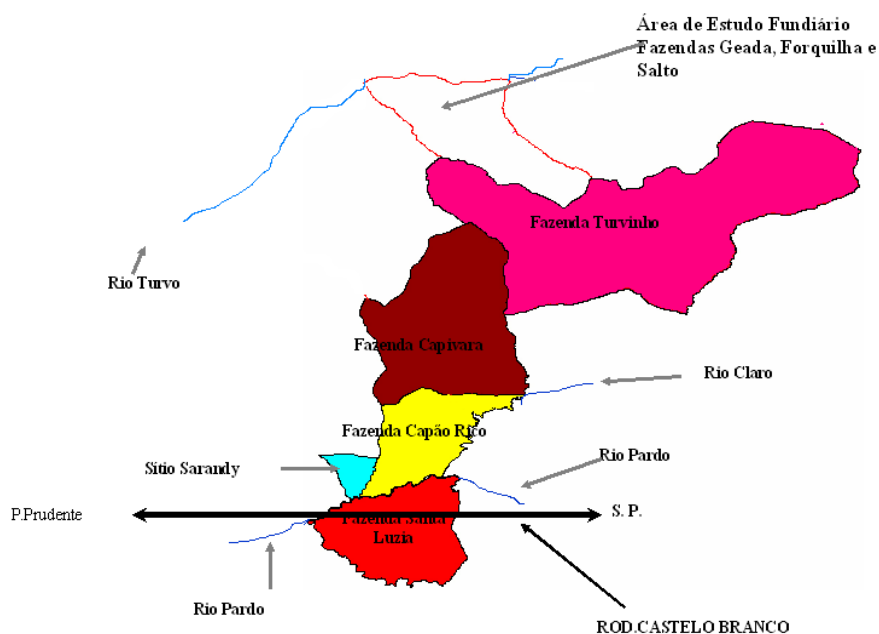 Área de Estudo Fundiário
Fazendas Geada, Forquilha e
Salto
Fazenda Turvinho
Rio Turvo
Fazenda Capivara
Rio Claro
Fazenda Capão Rico
Rio Pardo
Sítio Sarandy
P.Prudente
S. P.
Fazenda Santa
Luzia
Rio Pardo
ROD.CASTELO BRANCO